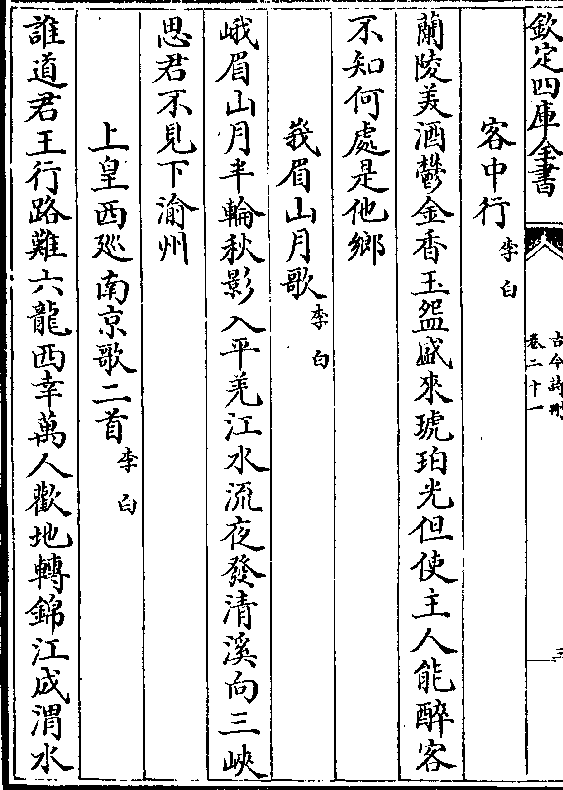 欽定四庫全書
古今詩刪
卷二十一
三
客中行
李白
蘭陵美酒鬱金香玉盌盛來琥珀光但使主人能醉客
不知何處是他鄉
峩眉山月歌
李白
峨眉山月半輪秋影入平羌江水流夜發清溪向三峽
思君不見下渝州
上皇西廵南京歌二首
李白
誰道君王行路難六龍西幸萬人歡地轉錦江成渭水